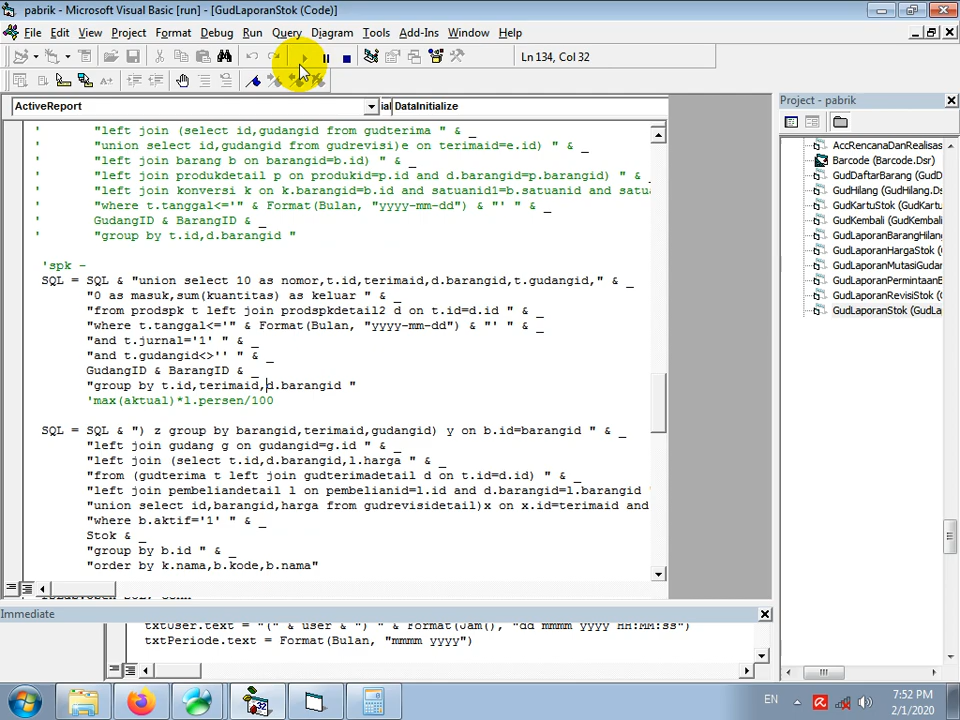 pabrik - Microsoft Visual Basic [run] - [GudLaporanStok (Code)]
File Edit View Project Format Debug Run Query Diagram Tools Add-Ins Window Help
Ln 134, Col 32
ActiveReport
DataInitialize
Project - pabrik
' "left join (select id,gudangid from gudterima " & _
' "union select id,gudangid from gudrevisi)e on terimaid=e.id) " & _
' "left join barang b on barangid=b.id) " & _
' "left join produkdetail p on produkid=p.id and d.barangid=p.barangid) " & _
' "left join konversi k on k.barangid=b.id and satuanid1=b.satuanid and satu
' "where t.tanggal<='" & Format(Bulan, "yyyy-mm-dd") & "' " & _
' GudangID & BarangID & _
' "group by t.id,d.barangid "
'spk -
SQL = SQL & "union select 10 as nomor,t.id,terimaid,d.barangid,t.gudangid," & _
"0 as masuk,sum(kuantitas) as keluar " & _
"from prodspk t left join prodspkdetail2 d on t.id=d.id " & _
"where t.tanggal<='" & Format(Bulan, "yyyy-mm-dd") & "' " & _
"and t.jurnal='1' " & _
"and t.gudangid<>'' " & _
GudangID & BarangID & _
"group by t.id,terimaid,d.barangid "
'max(aktual)*l.persen/100
SQL = SQL & ") z group by barangid,terimaid,gudangid) y on b.id=barangid " & _
"left join gudang g on gudangid=g.id " & _
"left join (select t.id,d.barangid,l.harga " & _
"from (gudterima t left join gudterimadetail d on t.id=d.id) " & _
"left join pembeliandetail l on pembelianid=l.id and d.barangid=l.barangid
"union select id,barangid,harga from gudrevisidetail)x on x.id=terimaid and
"where b.aktif='1' " & _
Stok & _
"group by b.id " & _
"order by k.nama,b.kode,b.nama"
AccRencanaDanRealisas
Barcode (Barcode.Dsr)
GudDaftarBarang (GudD
GudHilang (GudHilang.Ds
GudKartuStok (GudKartu
GudKembali (GudKembali
GudLaporanBarangHilang
GudLaporanHargaStok (G
GudLaporanMutasiGudan
GudLaporanPermintaanB
GudLaporanRevisiStok (G
GudLaporanStok (GudLa
Immediate
txtUser.text = "(" & user & ") " & Format(Jam(), "dd mmmm yyyy HH:MM:ss")
txtPeriode.text = Format(Bulan, "mmmm yyyy")
EN
7:52 PM
2/1/2020